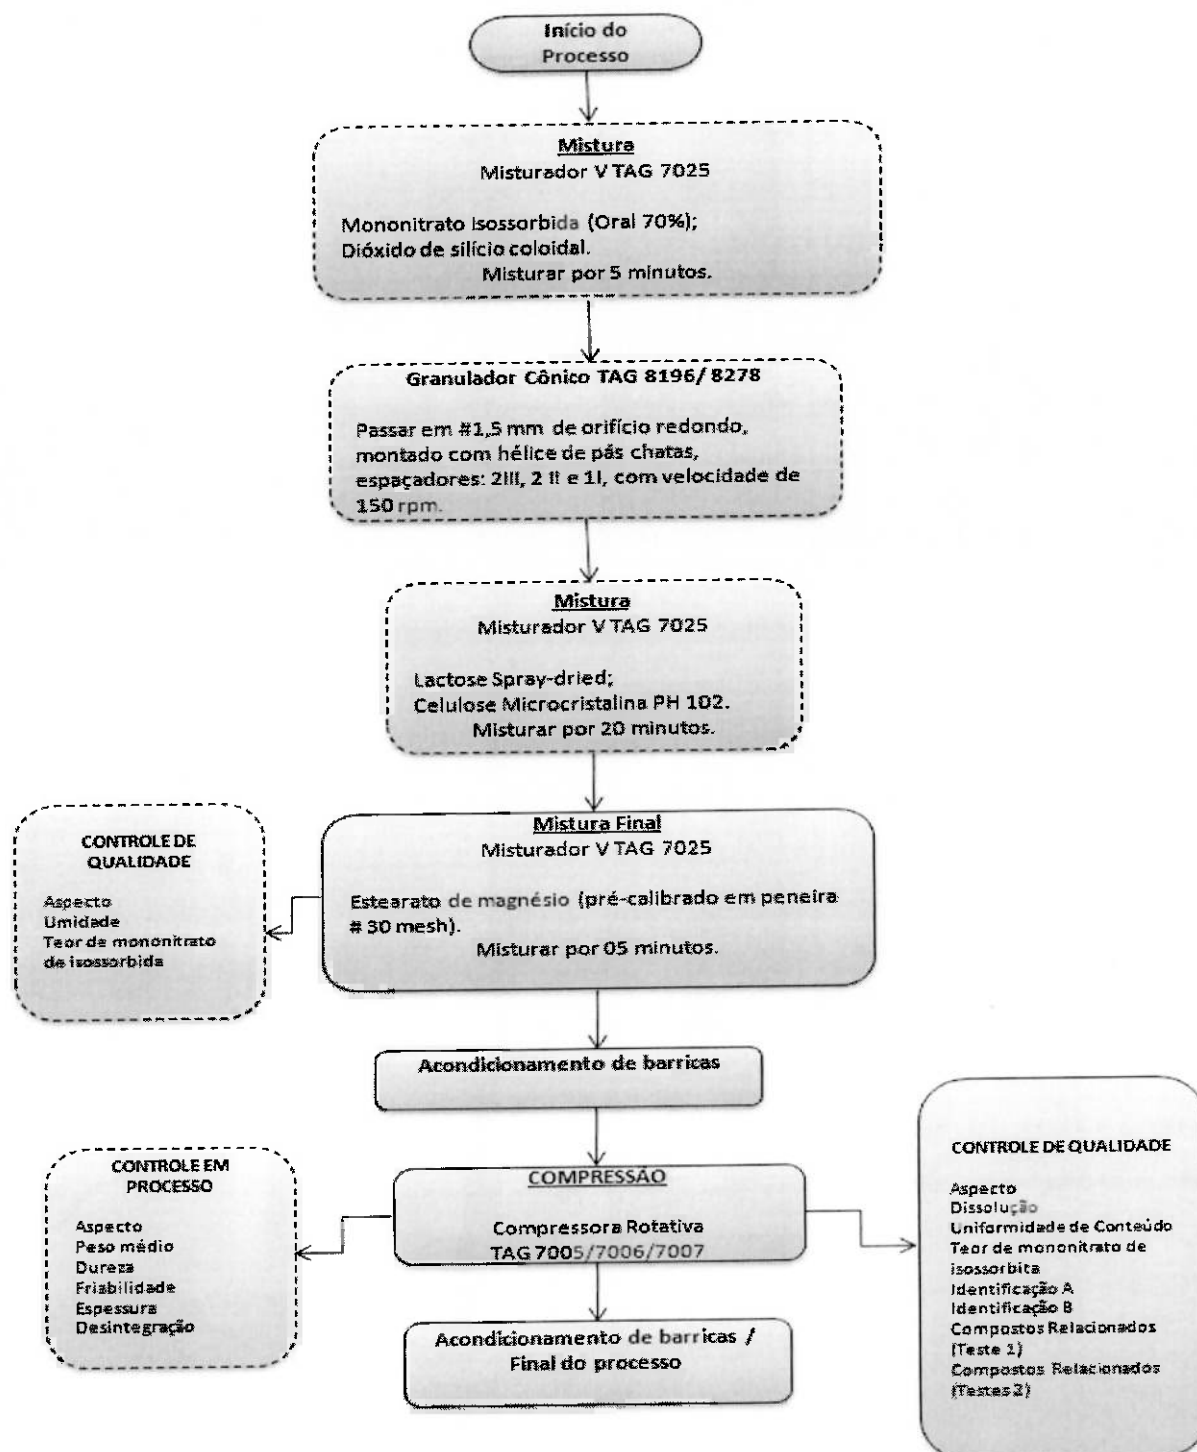 Início do
Processo
Mistura
Misturador V TAG 7025
Mononitrato Isossorbida (Oral 70%);
Dióxido de silício coloidal.
Misturar por 5 minutos.
Granulador Cônico TAG 8196/ 8278
Passar em #1,5 mm de orifício redondo,
montado com hélice de pás chatas,
espaçadores: 2III, 2 II e 1I, com velocidade de
150 rpm.
Mistura
Misturador V TAG 7025
Lactose Spray-dried;
Celulose Microcristalina PH 102.
Misturar por 20 minutos.
CONTROLE DE
QUALIDADE
Aspecto
Umidade
Teor de mononitrato
de isossorbida
Mistura Final
Misturador V TAG 7025
Estearato de magnésio (pré-calibrado em peneira
# 30 mesh).
Misturar por 05 minutos.
Acondicionamento de barricas
CONTROLE EM
PROCESSO
Aspecto
Peso médio
Dureza
Friabilidade
Espessura
Desintegração
COMPRESSÃO
Compressora Rotativa
TAG 7005/7006/7007
CONTROLE DE QUALIDADE
Aspecto
Dissolução
Uniformidade de Conteúdo
Teor de mononitrato de
isossorbita
Identificação A
Identificação B
Compostos Relacionados
(Teste 1)
Compostos Relacionados
(Testes 2)
Acondicionamento de barricas /
Final do processo